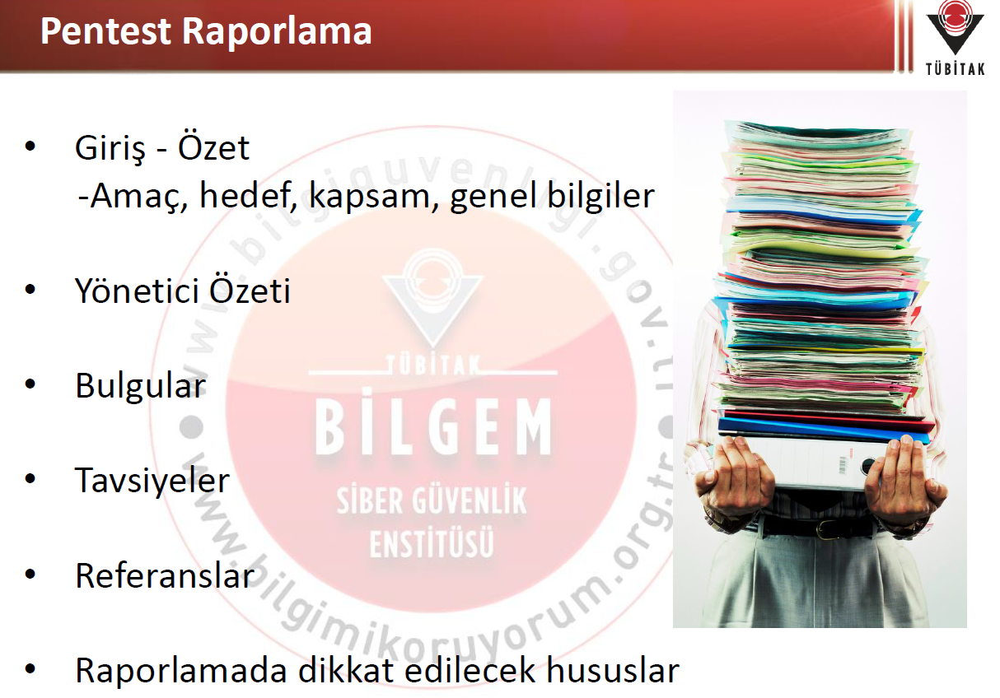 Pentest Raporlama
TÜBİTAK
• Giriş - Özet
-Amaç, hedef, kapsam, genel bilgiler
• Yönetici Özeti
• Bulgular
• Tavsiyeler
• Referanslar
• Raporlamada dikkat edilecek hususlar
www.bilgiguvenligi.gov.tr
TÜBİTAK
BİLGEM
SİBER GÜVENLİK
ENSTİTÜSÜ
www.bilgimikoruyorum.org.tr